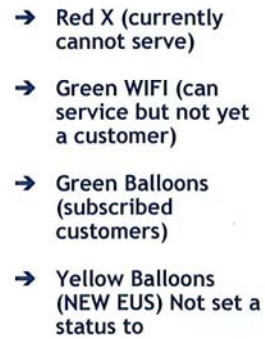 → Red X (currently
cannot serve)
→ Green WIFI (can
service but not yet
a customer)
→ Green Balloons
(subscribed
customers)
→ Yellow Balloons
(NEW EUS) Not set a
status to